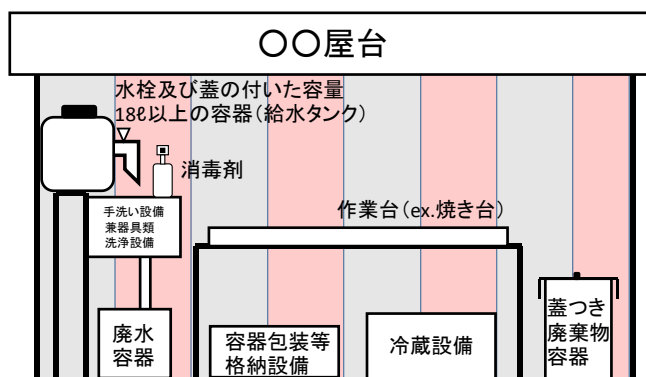 〇〇屋台
水栓及び蓋の付いた容量
18ℓ以上の容器(給水タンク)
消毒剤
手洗い設備
兼器具類
洗浄設備
作業台(ex.焼き台)
廃水
容器
容器包装等
格納設備
冷蔵設備
蓋つき
廃棄物
容器